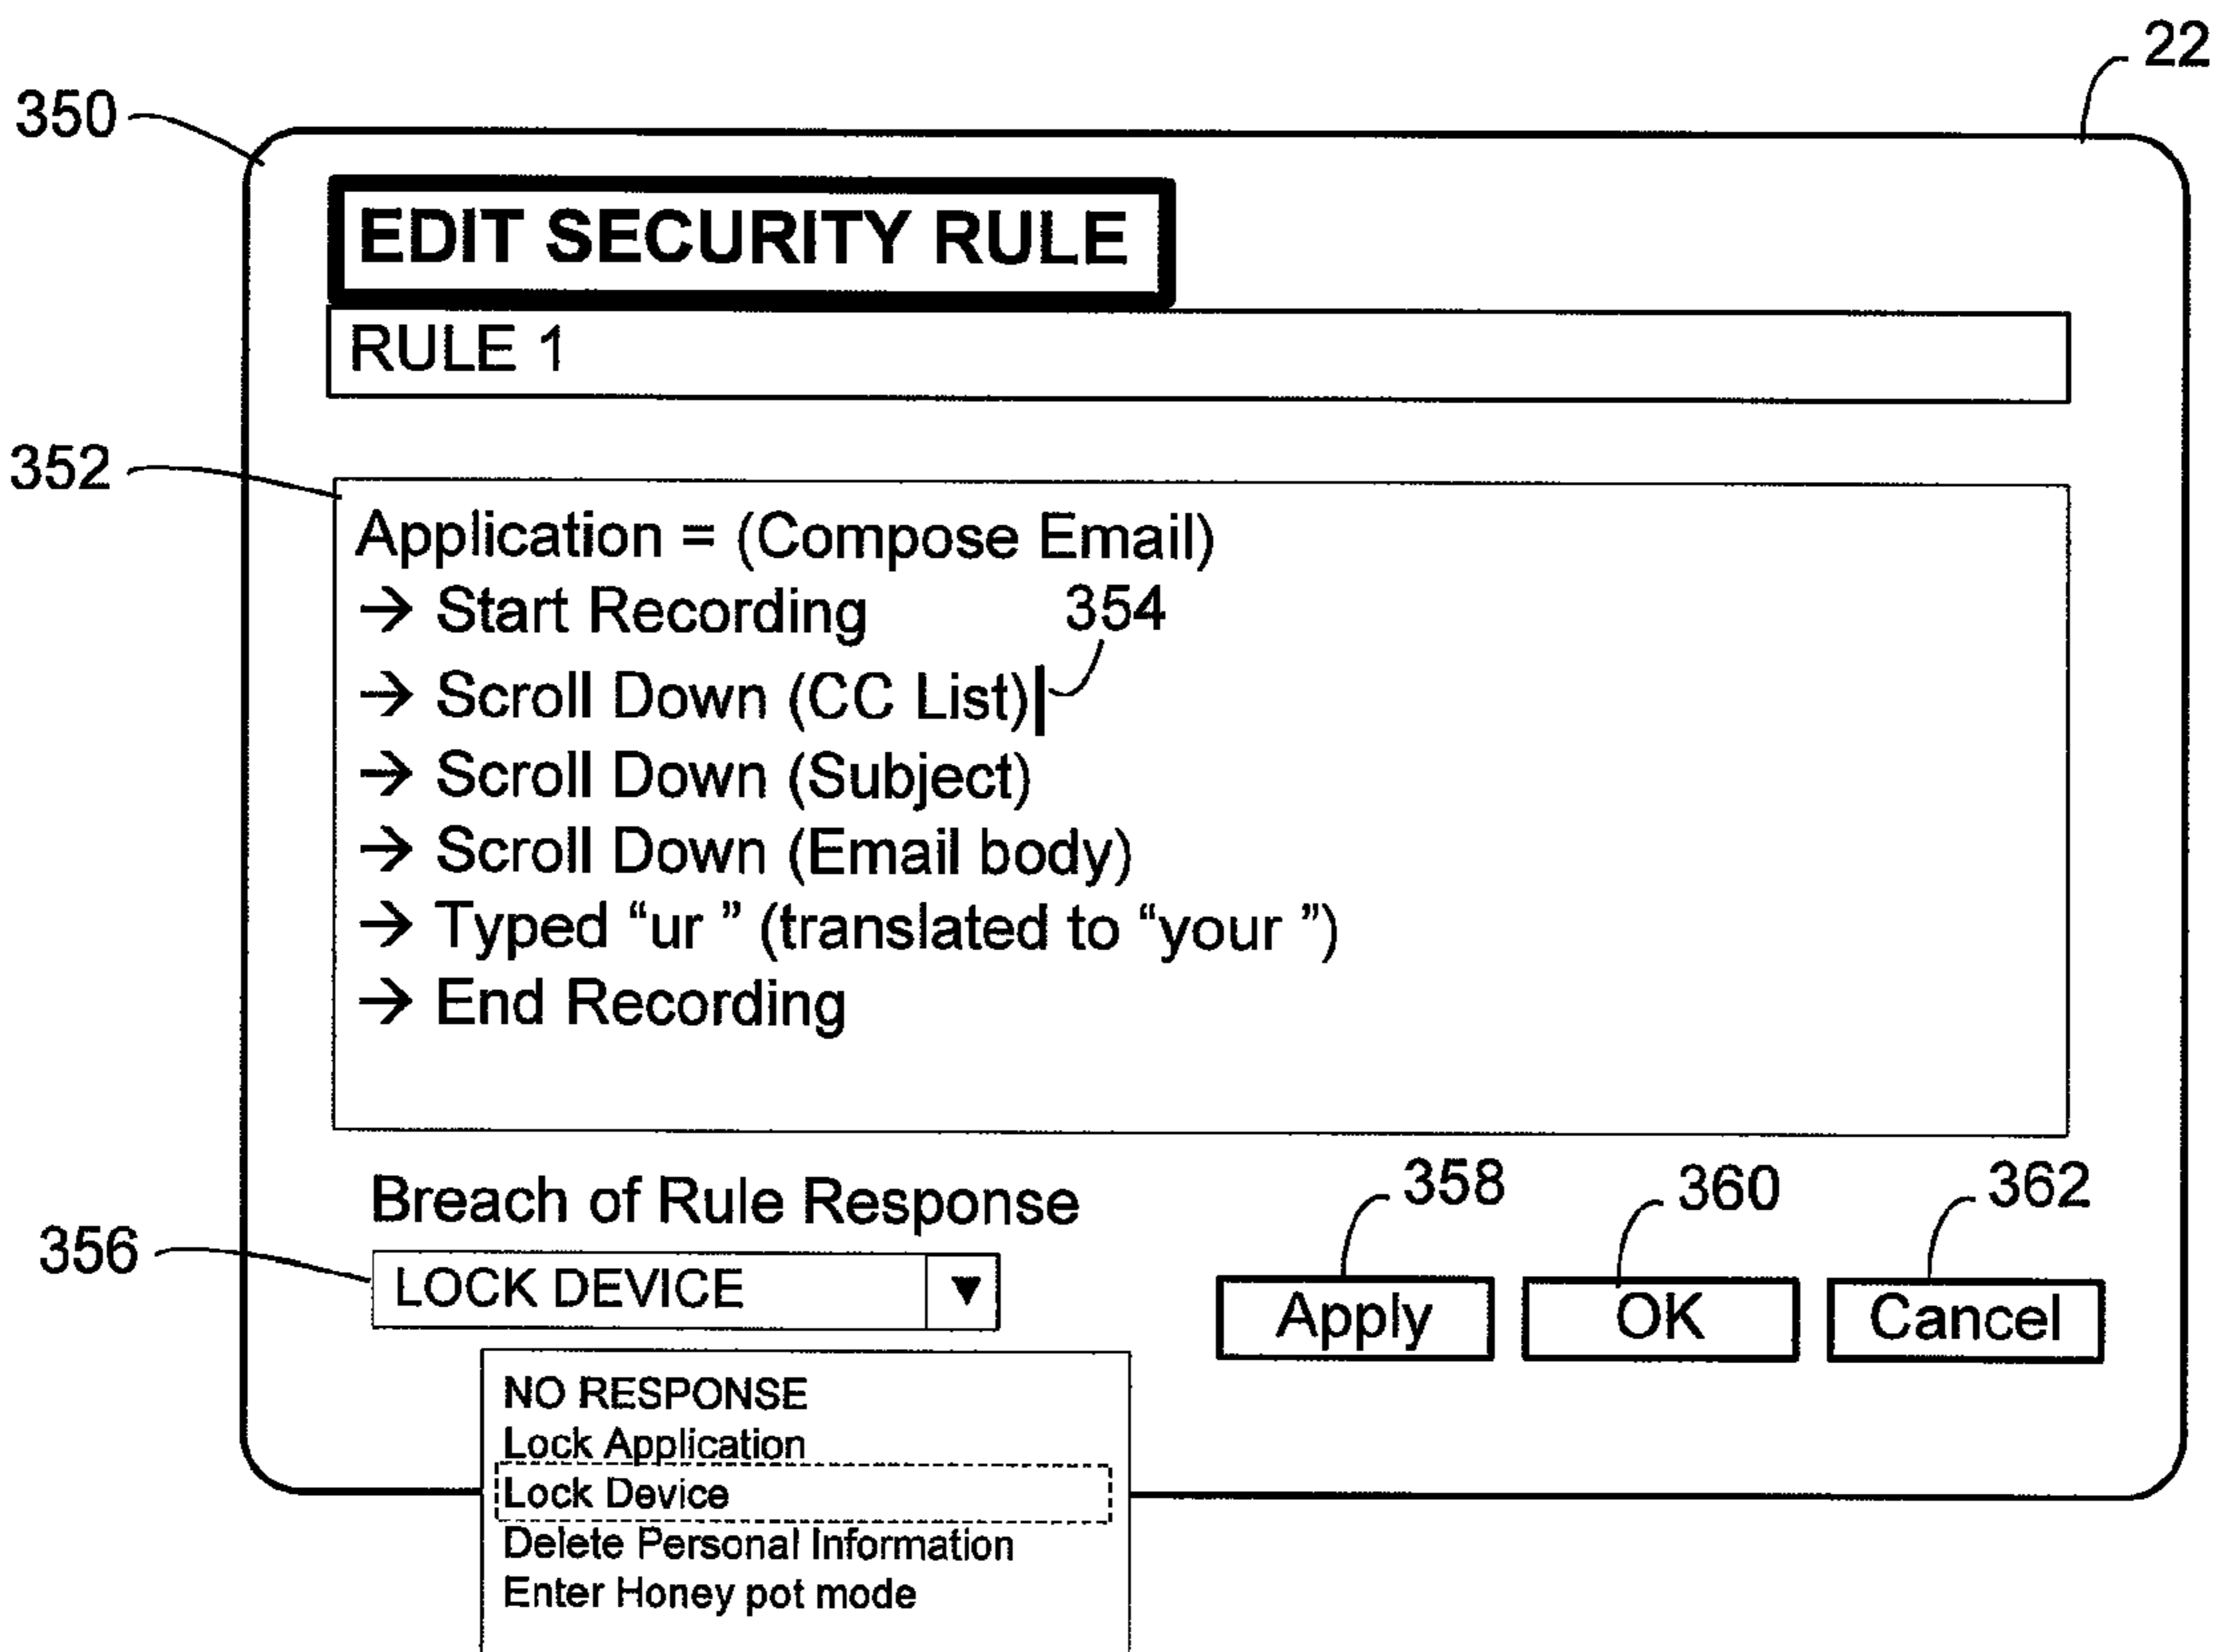 22
350
EDIT SECURITY RULE
RULE 1
352
Application = (Compose Email)
→ Start Recording
354
→ Scroll Down (CC List)
→ Scroll Down (Subject)
→ Scroll Down (Email body)
→ Typed “ur ” (translated to “your ”)
→ End Recording
Breach of Rule Response
358 360 362
356
LOCK DEVICE ▼
Apply OK Cancel
NO RESPONSE
Lock Application
Lock Device
Delete Personal Information
Enter Honey pot mode